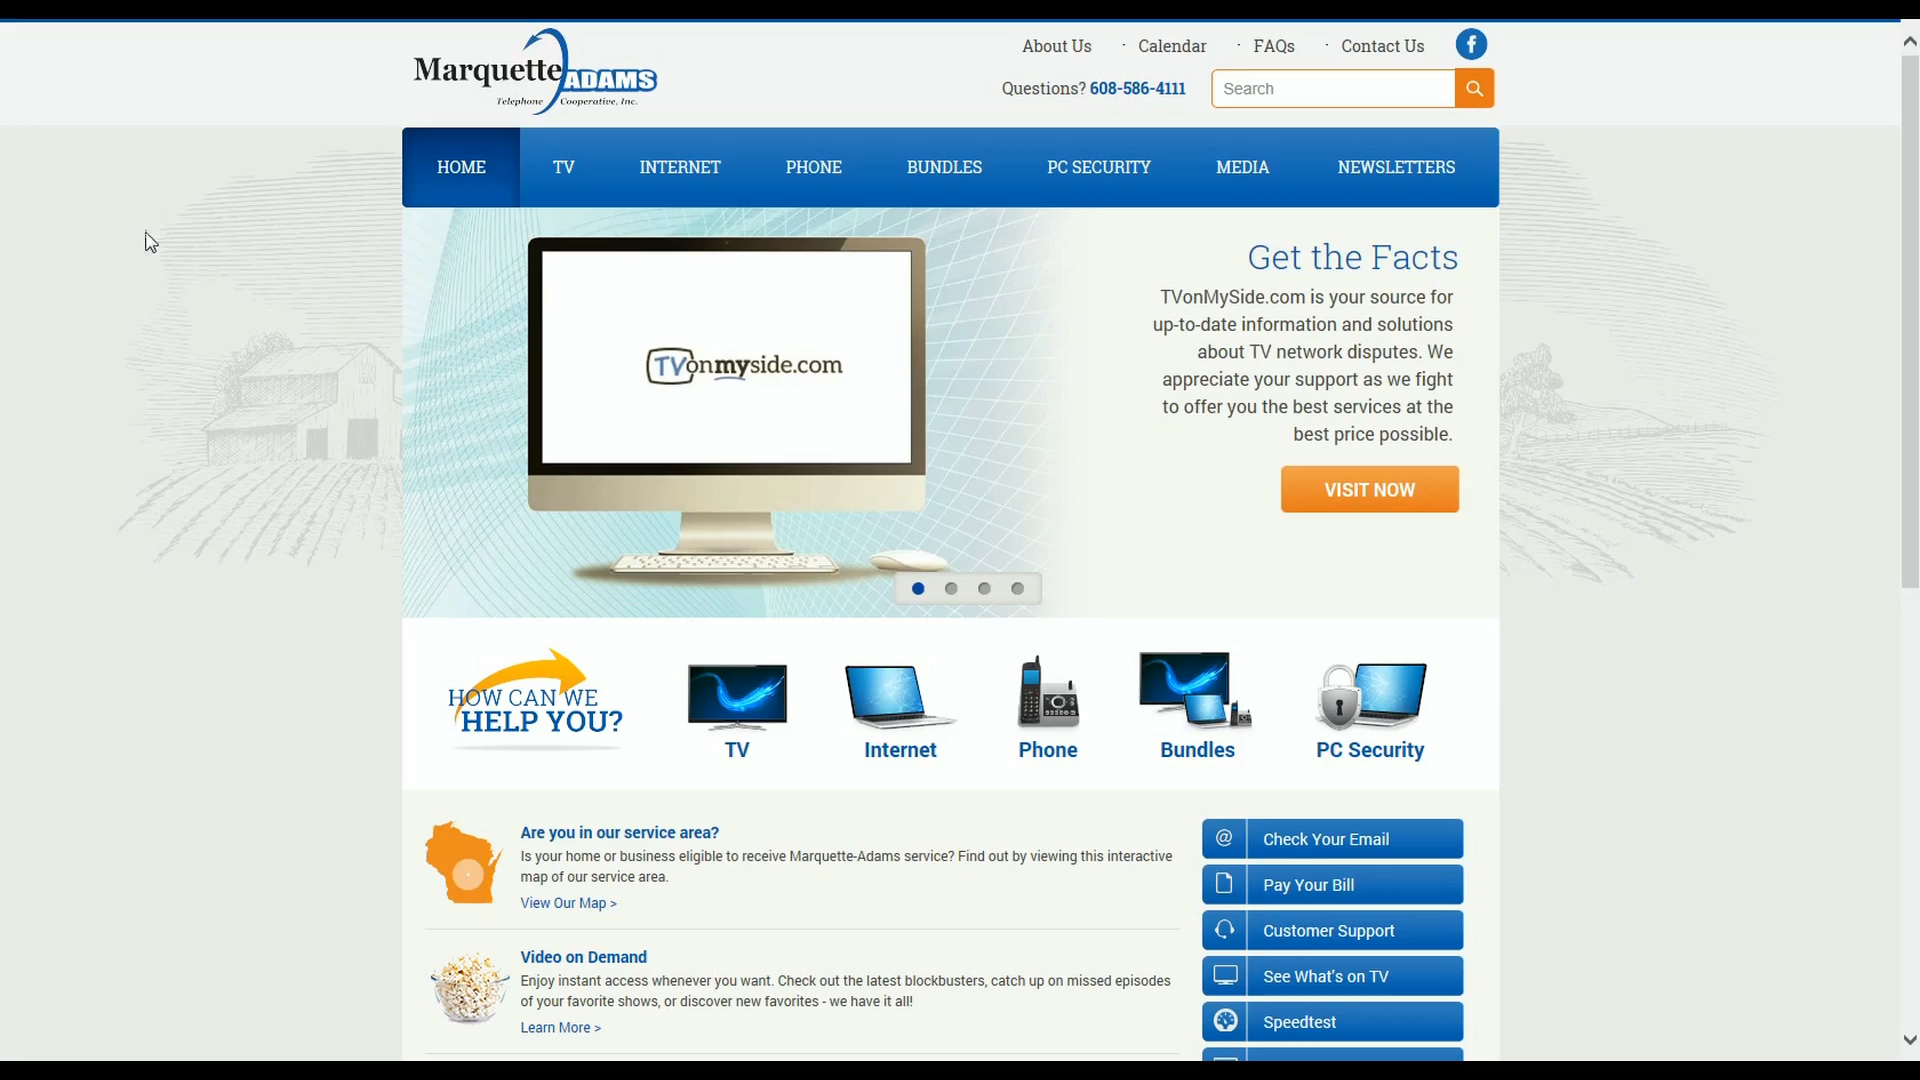 Marquette ADAMS
Telephone Cooperative, Inc.
About Us · Calendar · FAQs · Contact Us
Questions? 608-586-4111
Search
HOME
TV
INTERNET
PHONE
BUNDLES
PC SECURITY
MEDIA
NEWSLETTERS
TVonmyside.com
Get the Facts
TVonMySide.com is your source for
up-to-date information and solutions
about TV network disputes. We
appreciate your support as we fight
to offer you the best services at the
best price possible.
VISIT NOW
HOW CAN WE
HELP YOU?
TV
Internet
Phone
Bundles
PC Security
Are you in our service area?
Is your home or business eligible to receive Marquette-Adams service? Find out by viewing this interactive
map of our service area.
View Our Map >
Video on Demand
Enjoy instant access whenever you want. Check out the latest blockbusters, catch up on missed episodes
of your favorite shows, or discover new favorites - we have it all!
Learn More >
@ Check Your Email
Pay Your Bill
Customer Support
See What's on TV
Speedtest